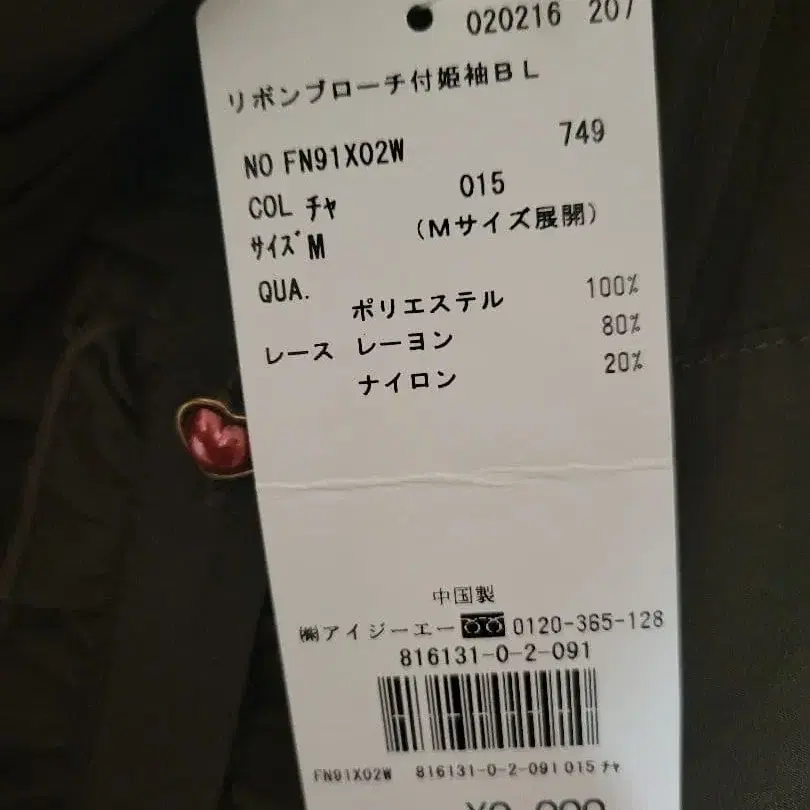 020216 207
リボンブローチ付姫袖BL
NO FN91X02W 749
COL チャ 015
サイズ M (Mサイズ展開)
QUA.
ポリエステル 100%
レース レーヨン 80%
ナイロン 20%
中国製
㈱アイジーエー 0120-365-128
816131-0-2-091
FN91X02W 816131-0-2-091 015 チャ